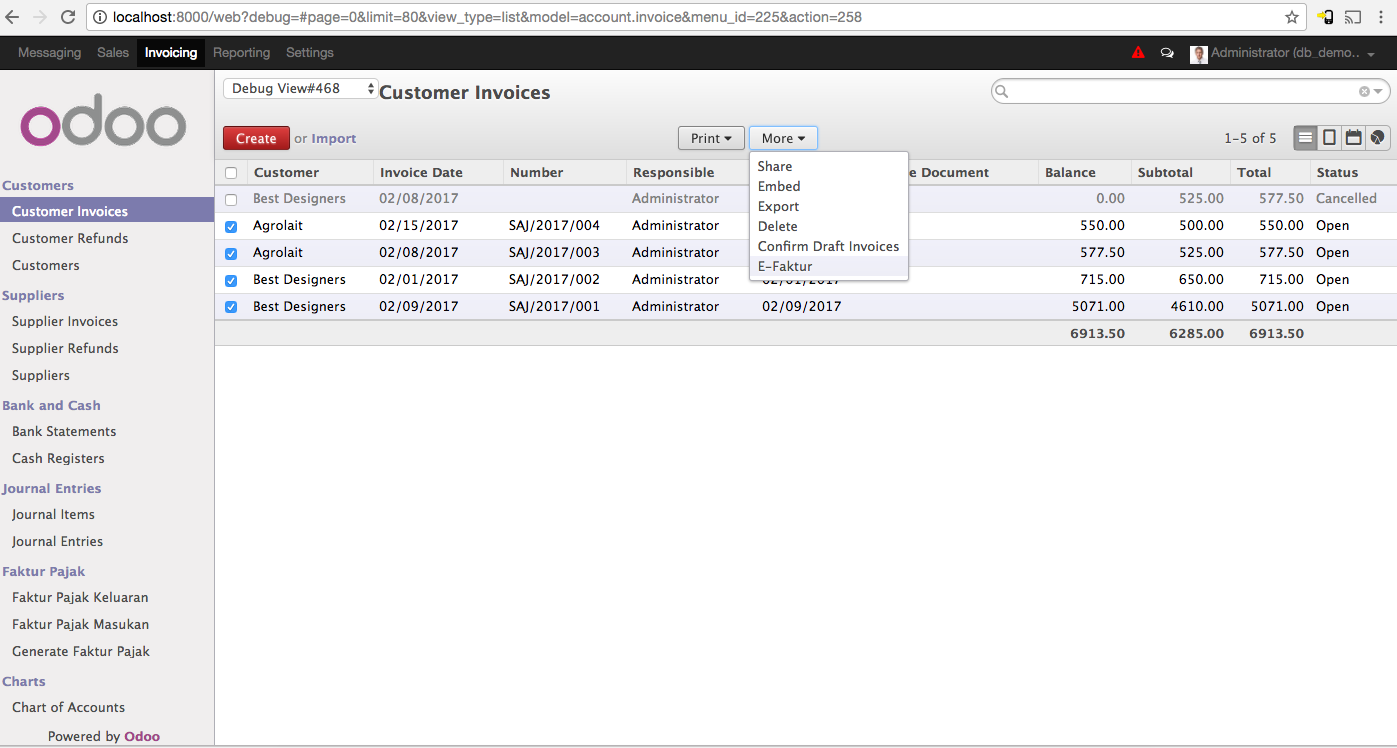 localhost:8000/web?debug=#page=0&limit=80&view_type=list&model=account.invoice&menu_id=225&action=258
Messaging Sales Invoicing Reporting Settings Administrator (db_demo..
odoo
Debug View#468 Customer Invoices
Create or Import Print More 1-5 of 5
Share
Embed
Export
Delete
Confirm Draft Invoices
E-Faktur
Customer Invoice Date Number Responsible e Document Balance Subtotal Total Status
Best Designers 02/08/2017 Administrator 0.00 525.00 577.50 Cancelled
Agrolait 02/15/2017 SAJ/2017/004 Administrator 550.00 500.00 550.00 Open
Agrolait 02/08/2017 SAJ/2017/003 Administrator 577.50 525.00 577.50 Open
Best Designers 02/01/2017 SAJ/2017/002 Administrator 02/01/2017 715.00 650.00 715.00 Open
Best Designers 02/09/2017 SAJ/2017/001 Administrator 02/09/2017 5071.00 4610.00 5071.00 Open
6913.50 6285.00 6913.50
Customers
Customer Invoices
Customer Refunds
Customers
Suppliers
Supplier Invoices
Supplier Refunds
Suppliers
Bank and Cash
Bank Statements
Cash Registers
Journal Entries
Journal Items
Journal Entries
Faktur Pajak
Faktur Pajak Keluaran
Faktur Pajak Masukan
Generate Faktur Pajak
Charts
Chart of Accounts
Powered by Odoo